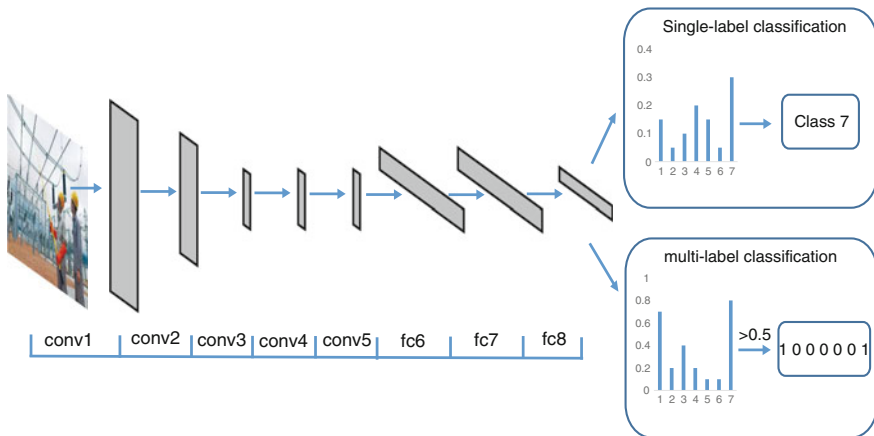 Single-label classification
0.4
0.3
0.2
0.1
0
1 2 3 4 5 6 7
Class 7
multi-label classification
1
0.8
0.6
0.4
0.2
0
1 2 3 4 5 6 7
>0.5
1 0 0 0 0 0 1
conv1 conv2 conv3 conv4 conv5 fc6 fc7 fc8